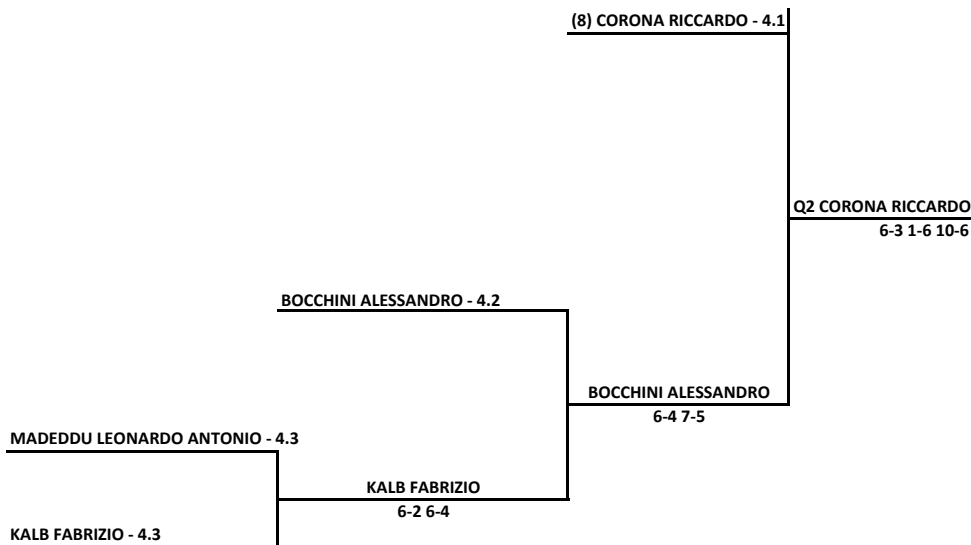 (8) CORONA RICCARDO - 4.1
Q2 CORONA RICCARDO
6-3 1-6 10-6
BOCCHINI ALESSANDRO - 4.2
BOCCHINI ALESSANDRO
6-4 7-5
MADEDDU LEONARDO ANTONIO - 4.3
KALB FABRIZIO
6-2 6-4
KALB FABRIZIO - 4.3